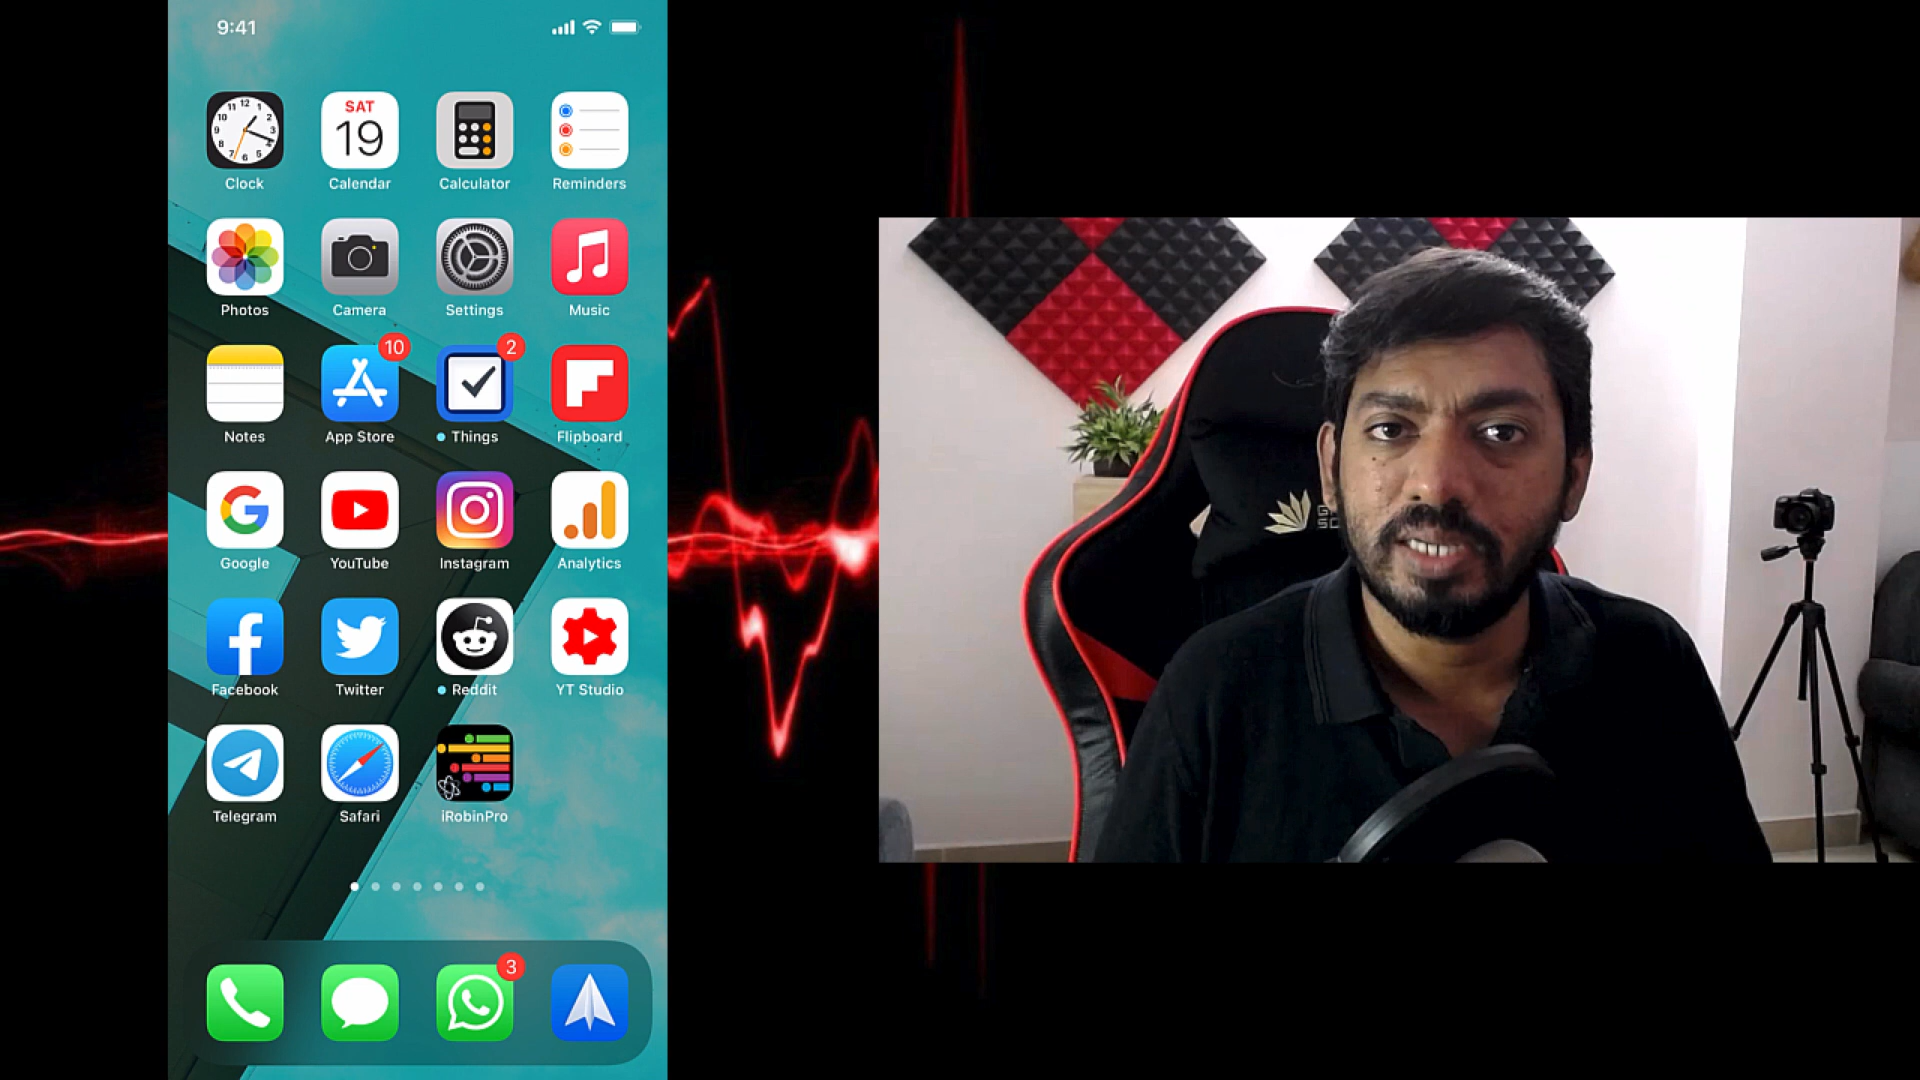 9:41
SAT
19
Clock
Calendar
Calculator
Reminders
Photos
Camera
Settings
Music
10
2
Notes
App Store
Things
Flipboard
Google
YouTube
Instagram
Analytics
Facebook
Twitter
Reddit
YT Studio
Telegram
Safari
iRobinPro
3